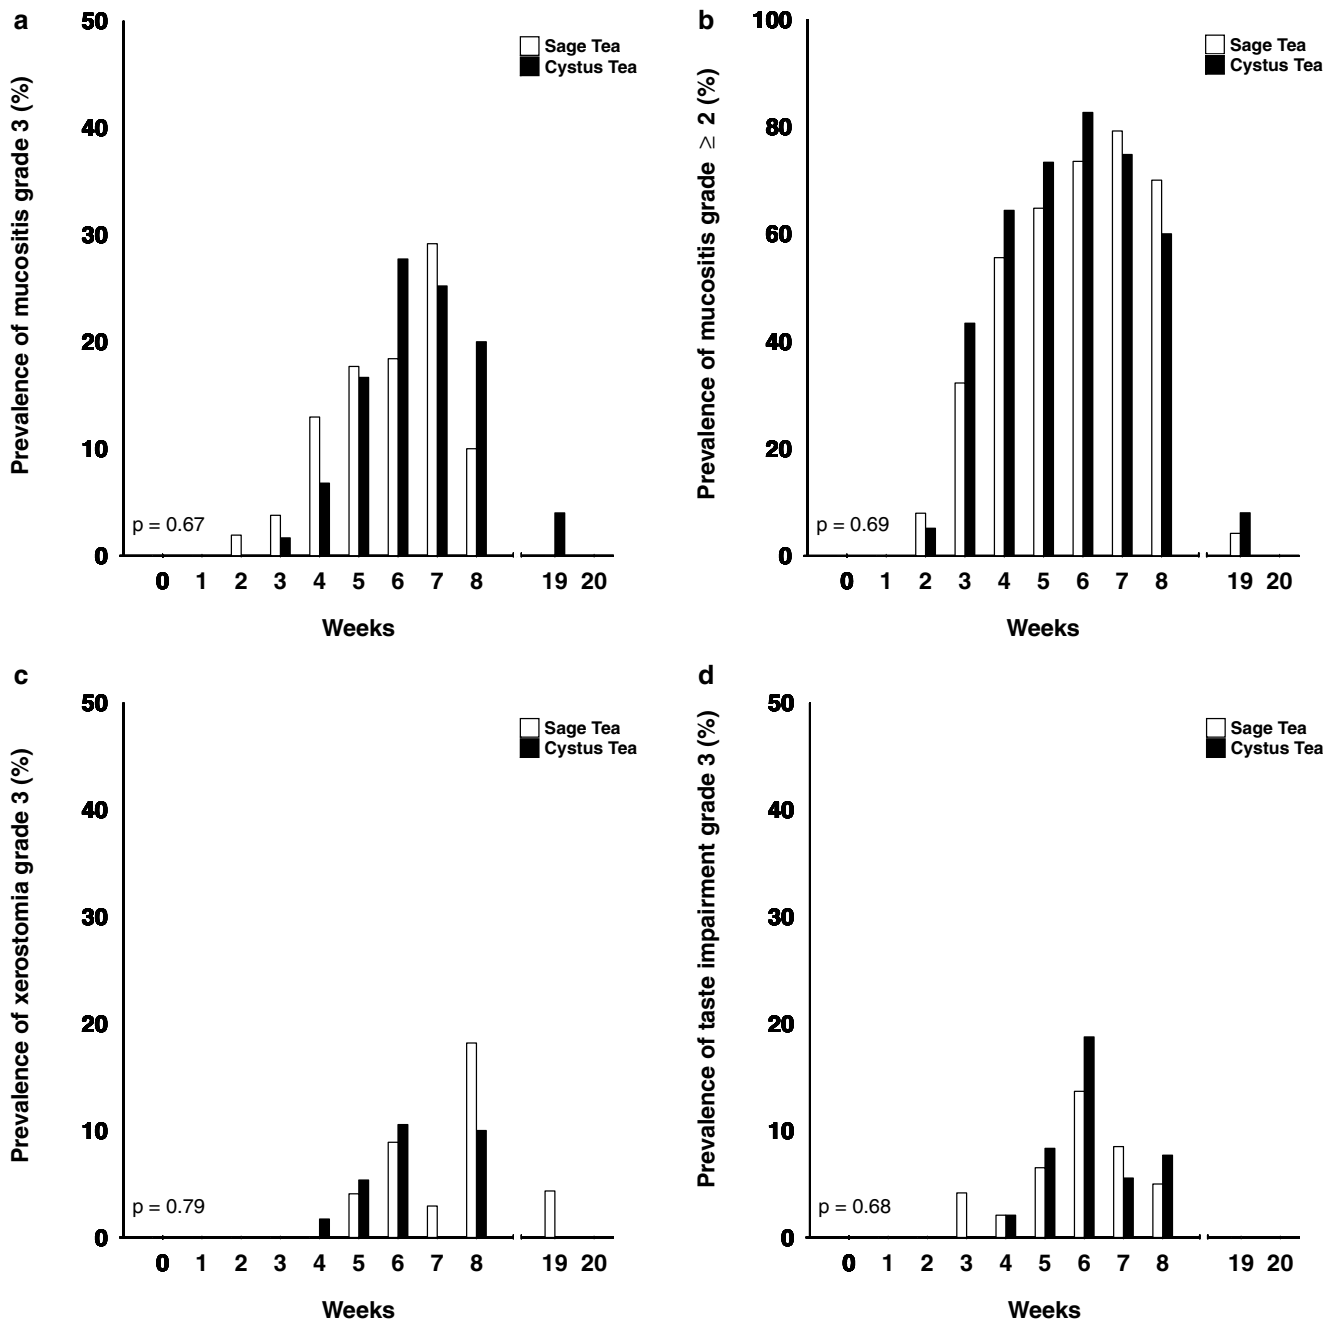 a
Prevalence of mucositis grade 3 (%)
50
40
30
20
10
0
Sage Tea
Cystus Tea
p = 0.67
0 1 2 3 4 5 6 7 8 19 20
Weeks
b
Prevalence of mucositis grade ≥ 2 (%)
100
80
60
40
20
0
Sage Tea
Cystus Tea
p = 0.69
0 1 2 3 4 5 6 7 8 19 20
Weeks
c
Prevalence of xerostomia grade 3 (%)
50
40
30
20
10
0
Sage Tea
Cystus Tea
p = 0.79
0 1 2 3 4 5 6 7 8 19 20
Weeks
d
Prevalence of taste impairment grade 3 (%)
50
40
30
20
10
0
Sage Tea
Cystus Tea
p = 0.68
0 1 2 3 4 5 6 7 8 19 20
Weeks